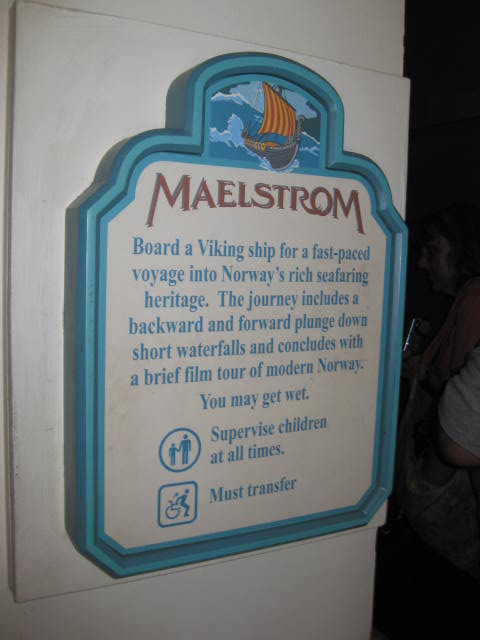 MAELSTROM
Board a Viking ship for a fast-paced
voyage into Norway's rich seafaring
heritage. The journey includes a
backward and forward plunge down
short waterfalls and concludes with
a brief film tour of modern Norway.
You may get wet.
Supervise children
at all times.
Must transfer